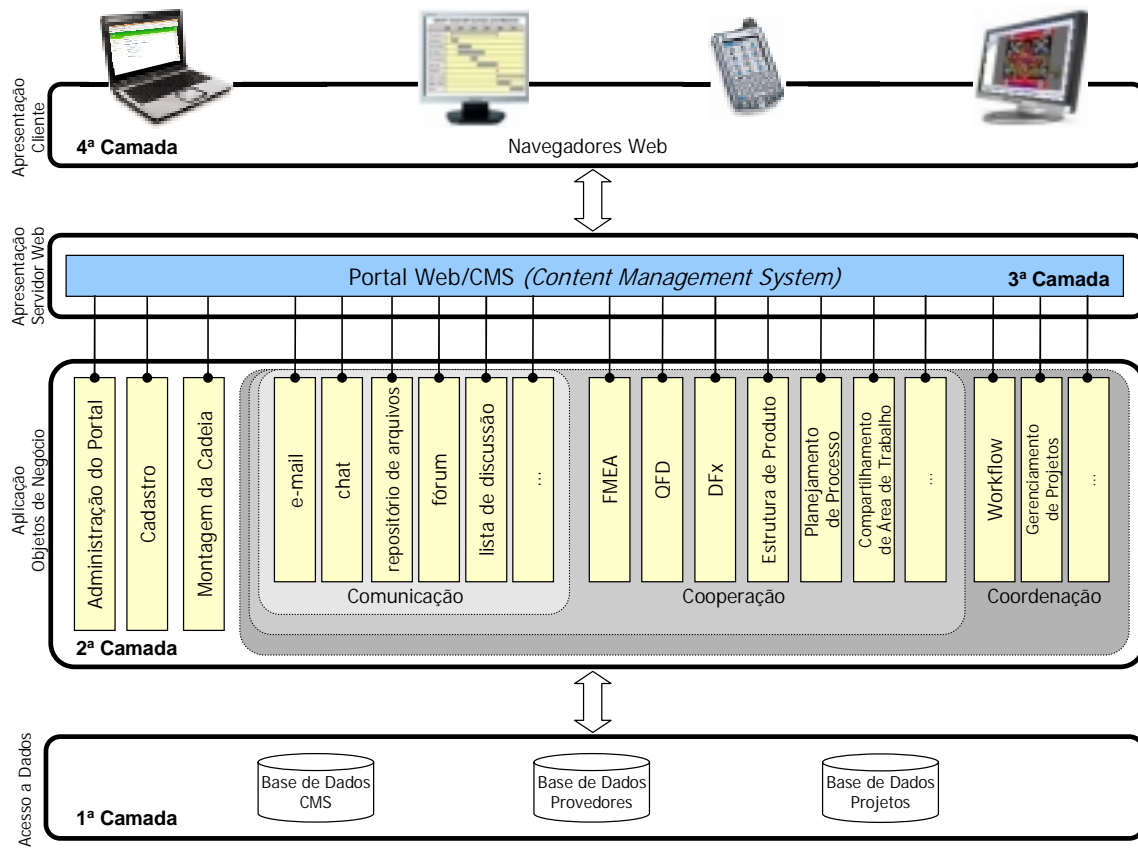 Apresentação
Cliente
4ª Camada
Navegadores Web
Apresentação
Servidor Web
Portal Web/CMS (Content Management System)
3ª Camada
Aplicação
Objetos de Negócio
Administração do Portal
Cadastro
Montagem da Cadeia
e-mail
chat
repositório de arquivos
fórum
lista de discussão
...
Comunicação
FMEA
QFD
DFx
Estrutura de Produto
Planejamento
de Processo
Compartilhamento
de Área de Trabalho
...
Cooperação
Workflow
Gerenciamento
de Projetos
...
Coordenação
2ª Camada
Acesso a Dados
1ª Camada
Base de Dados
CMS
Base de Dados
Provedores
Base de Dados
Projetos